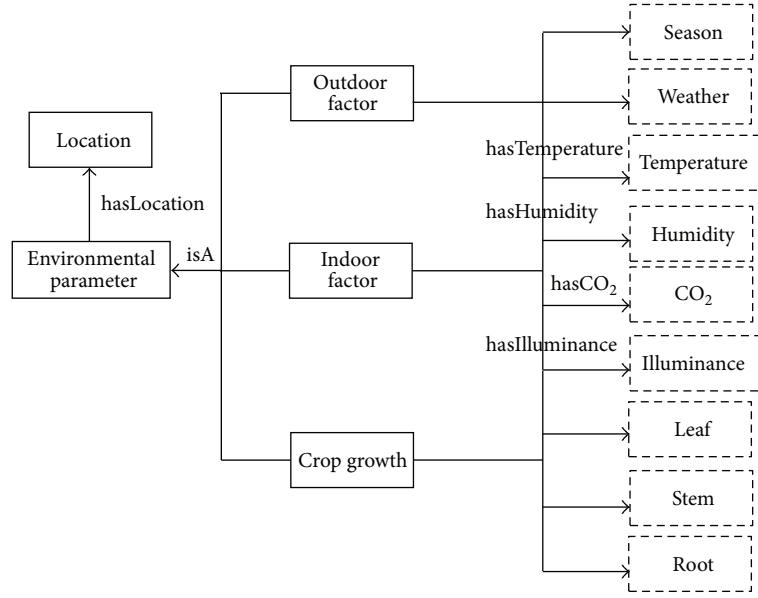 Season
Outdoor
factor
Weather
Location
hasTemperature
Temperature
hasLocation
hasHumidity
Humidity
Environmental
parameter
isA
Indoor
factor
hasCO₂
CO₂
hasIlluminance
Illuminance
Leaf
Crop growth
Stem
Root